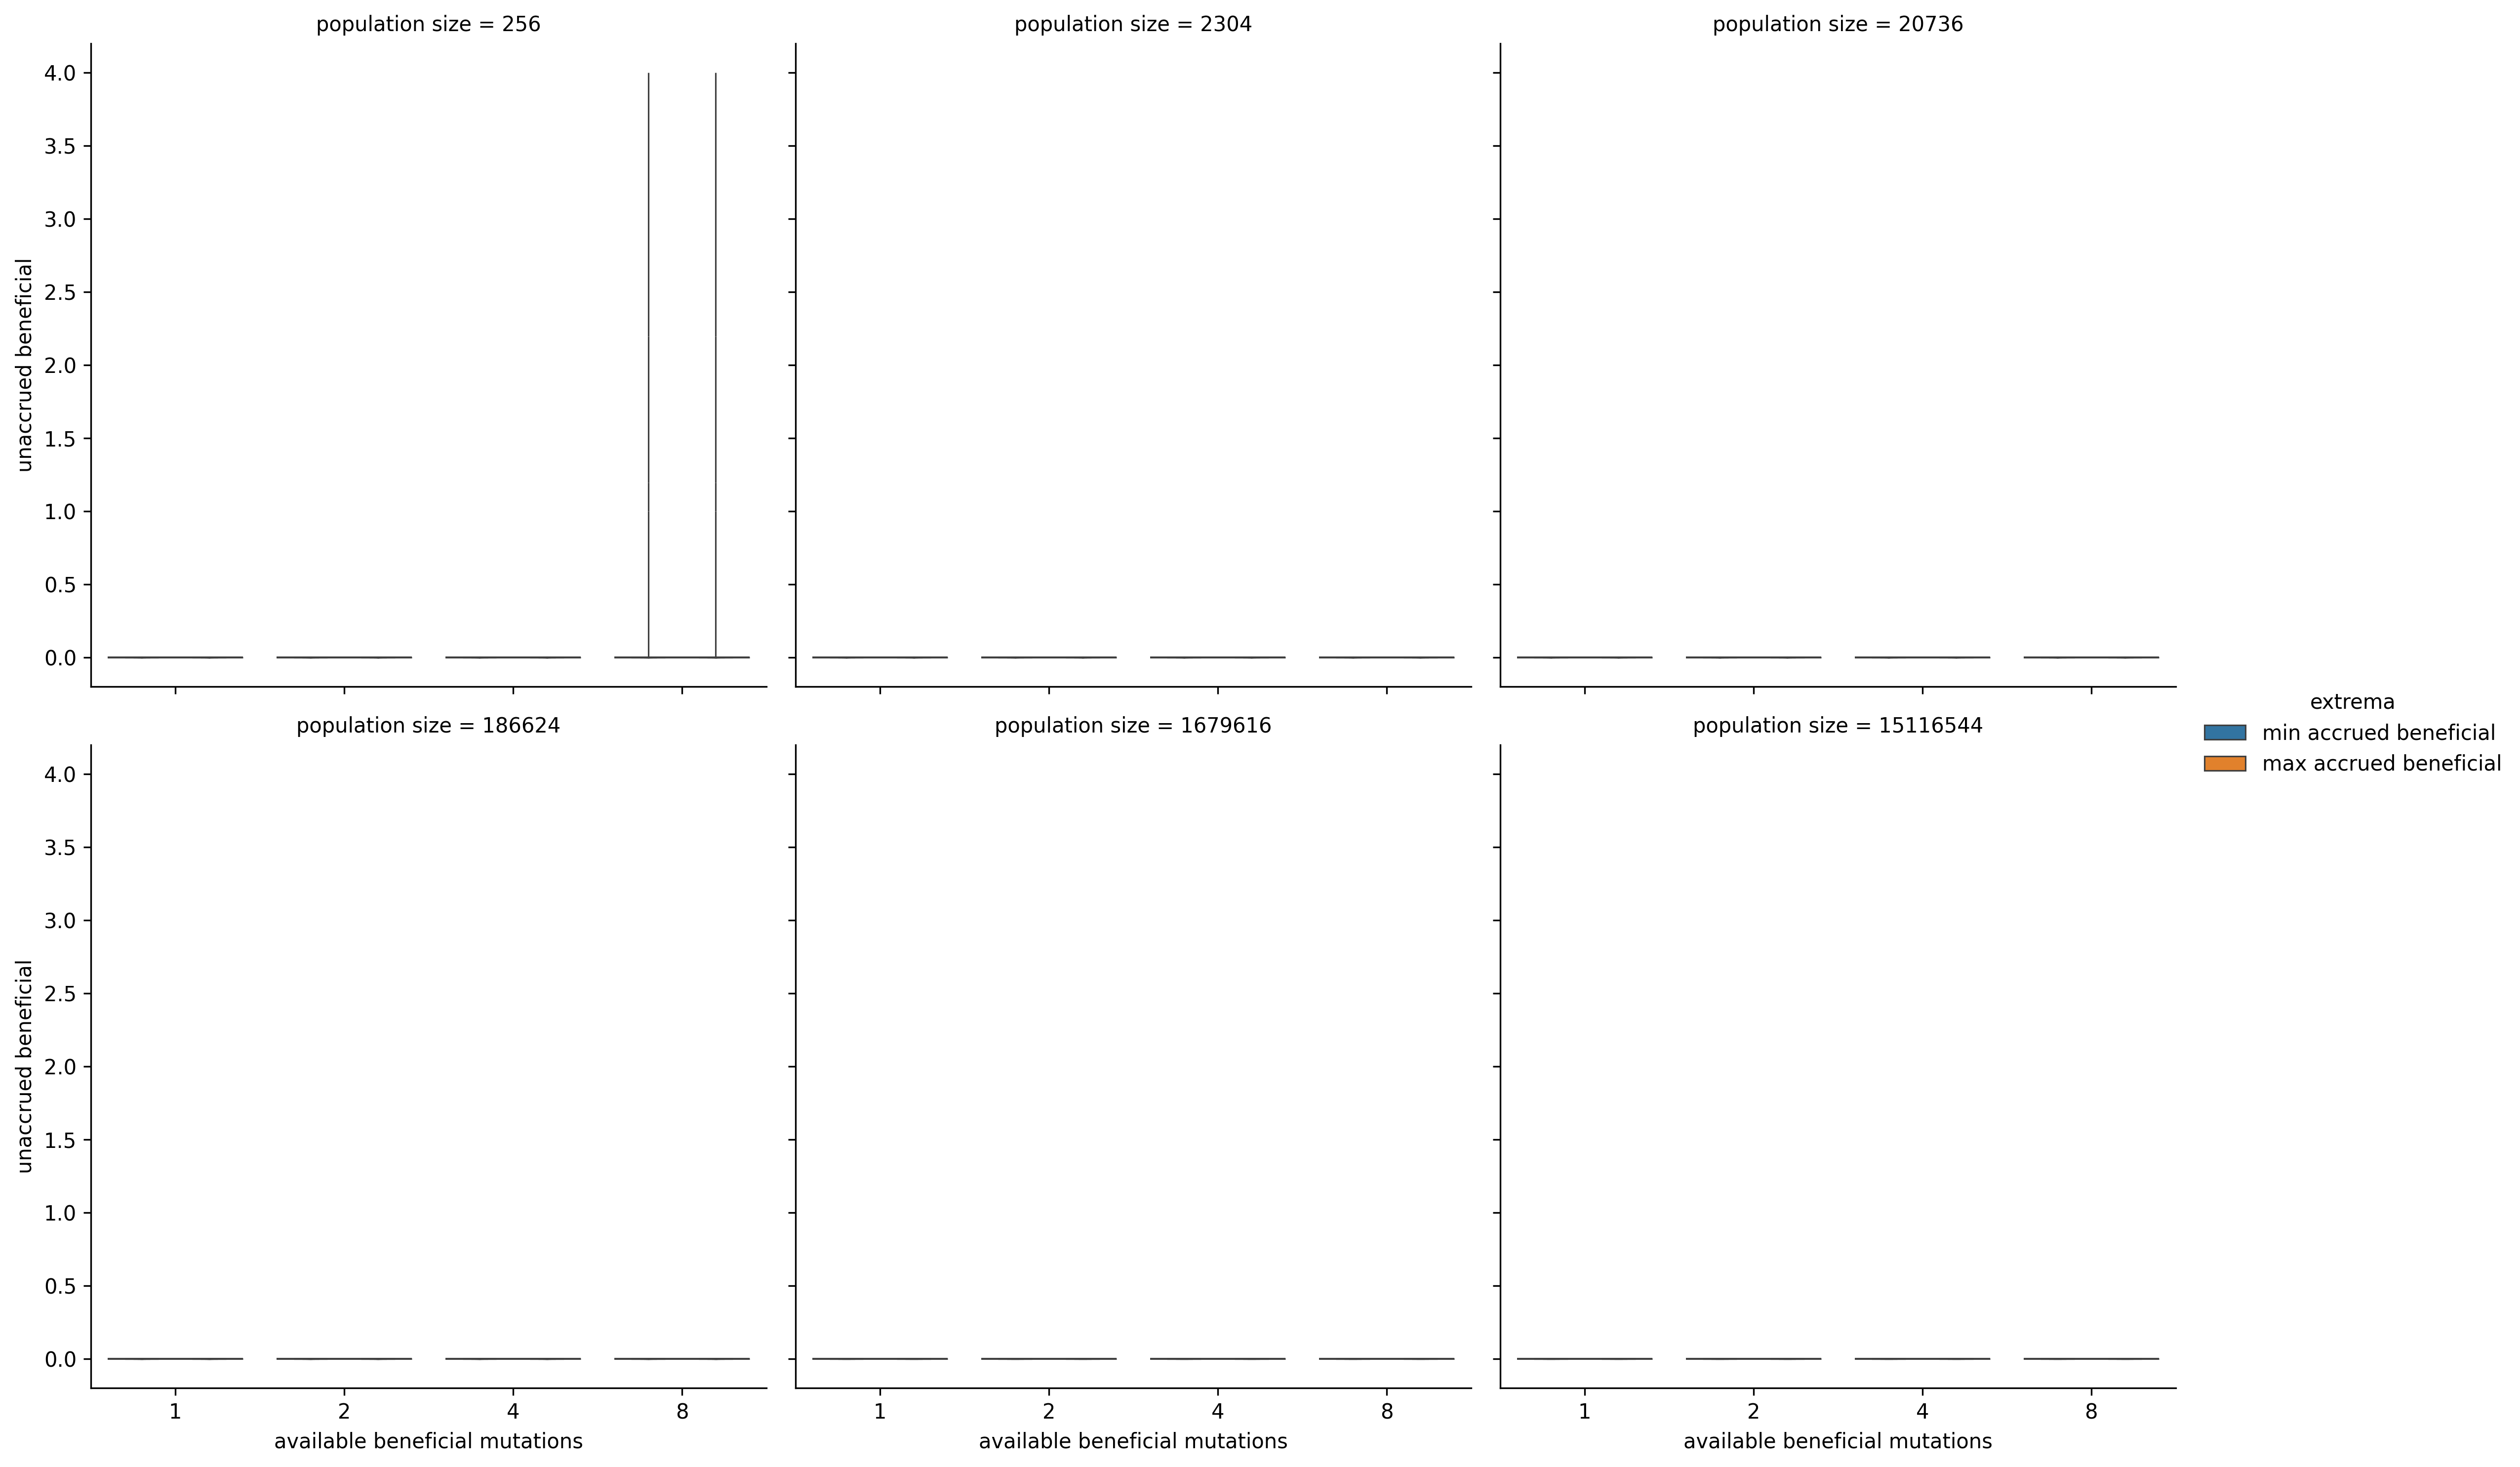 population size = 256
population size = 2304
population size = 20736
4.0
3.5
3.0
2.5
2.0
1.5
1.0
0.5
0.0
unaccrued beneficial
population size = 186624
population size = 1679616
population size = 15116544
extrema
min accrued beneficial
max accrued beneficial
4.0
3.5
3.0
2.5
2.0
1.5
1.0
0.5
0.0
unaccrued beneficial
1 2 4 8
1 2 4 8
1 2 4 8
available beneficial mutations
available beneficial mutations
available beneficial mutations